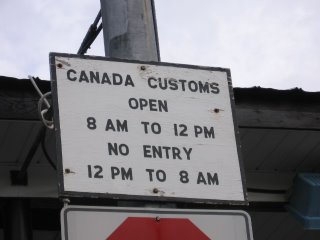 CANADA CUSTOMS
OPEN
8 AM TO 12 PM
NO ENTRY
12 PM TO 8 AM